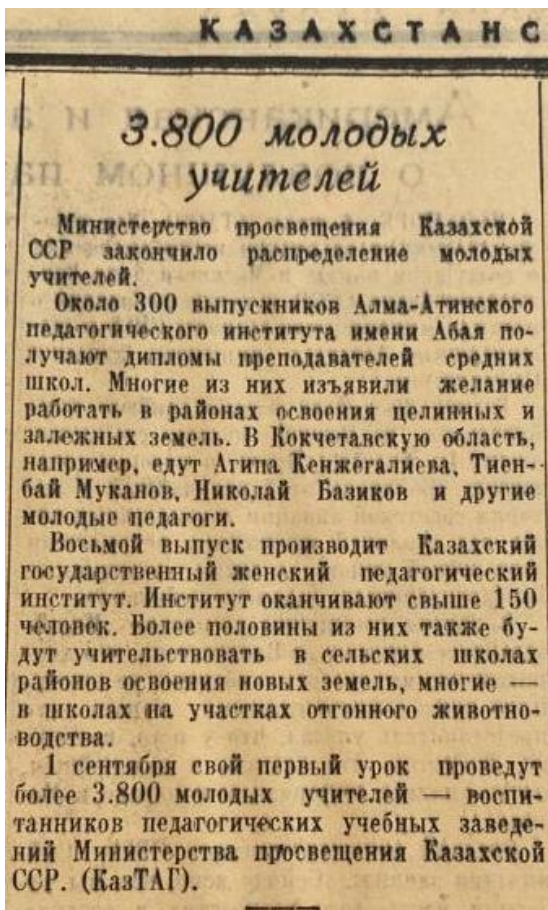 КАЗАХСТАНС
3.800 молодых
учителей
Министерство просвещения Казахской
ССР закончило распределение молодых
учителей.
Около 300 выпускников Алма-Атинского
педагогического института имени Абая по-
лучают дипломы преподавателей средних
школ. Многие из них изъявили желание
работать в районах освоения целинных и
залежных земель. В Кокчетавскую область,
например, едут Агипа Кенжегалиева, Тиен-
бай Муканов, Николай Базиков и другие
молодые педагоги.
Восьмой выпуск производит Казахский
государственный женский педагогический
институт. Институт оканчивают свыше 150
человек. Более половины из них также бу-
дут учительствовать в сельских школах
районов освоения новых земель, многие —
в школах на участках отгонного животно-
водства.
1 сентября свой первый урок проведут
более 3.800 молодых учителей — воспи-
танников педагогических учебных заведе-
ний Министерства просвещения Казахской
ССР. (КазТАГ).